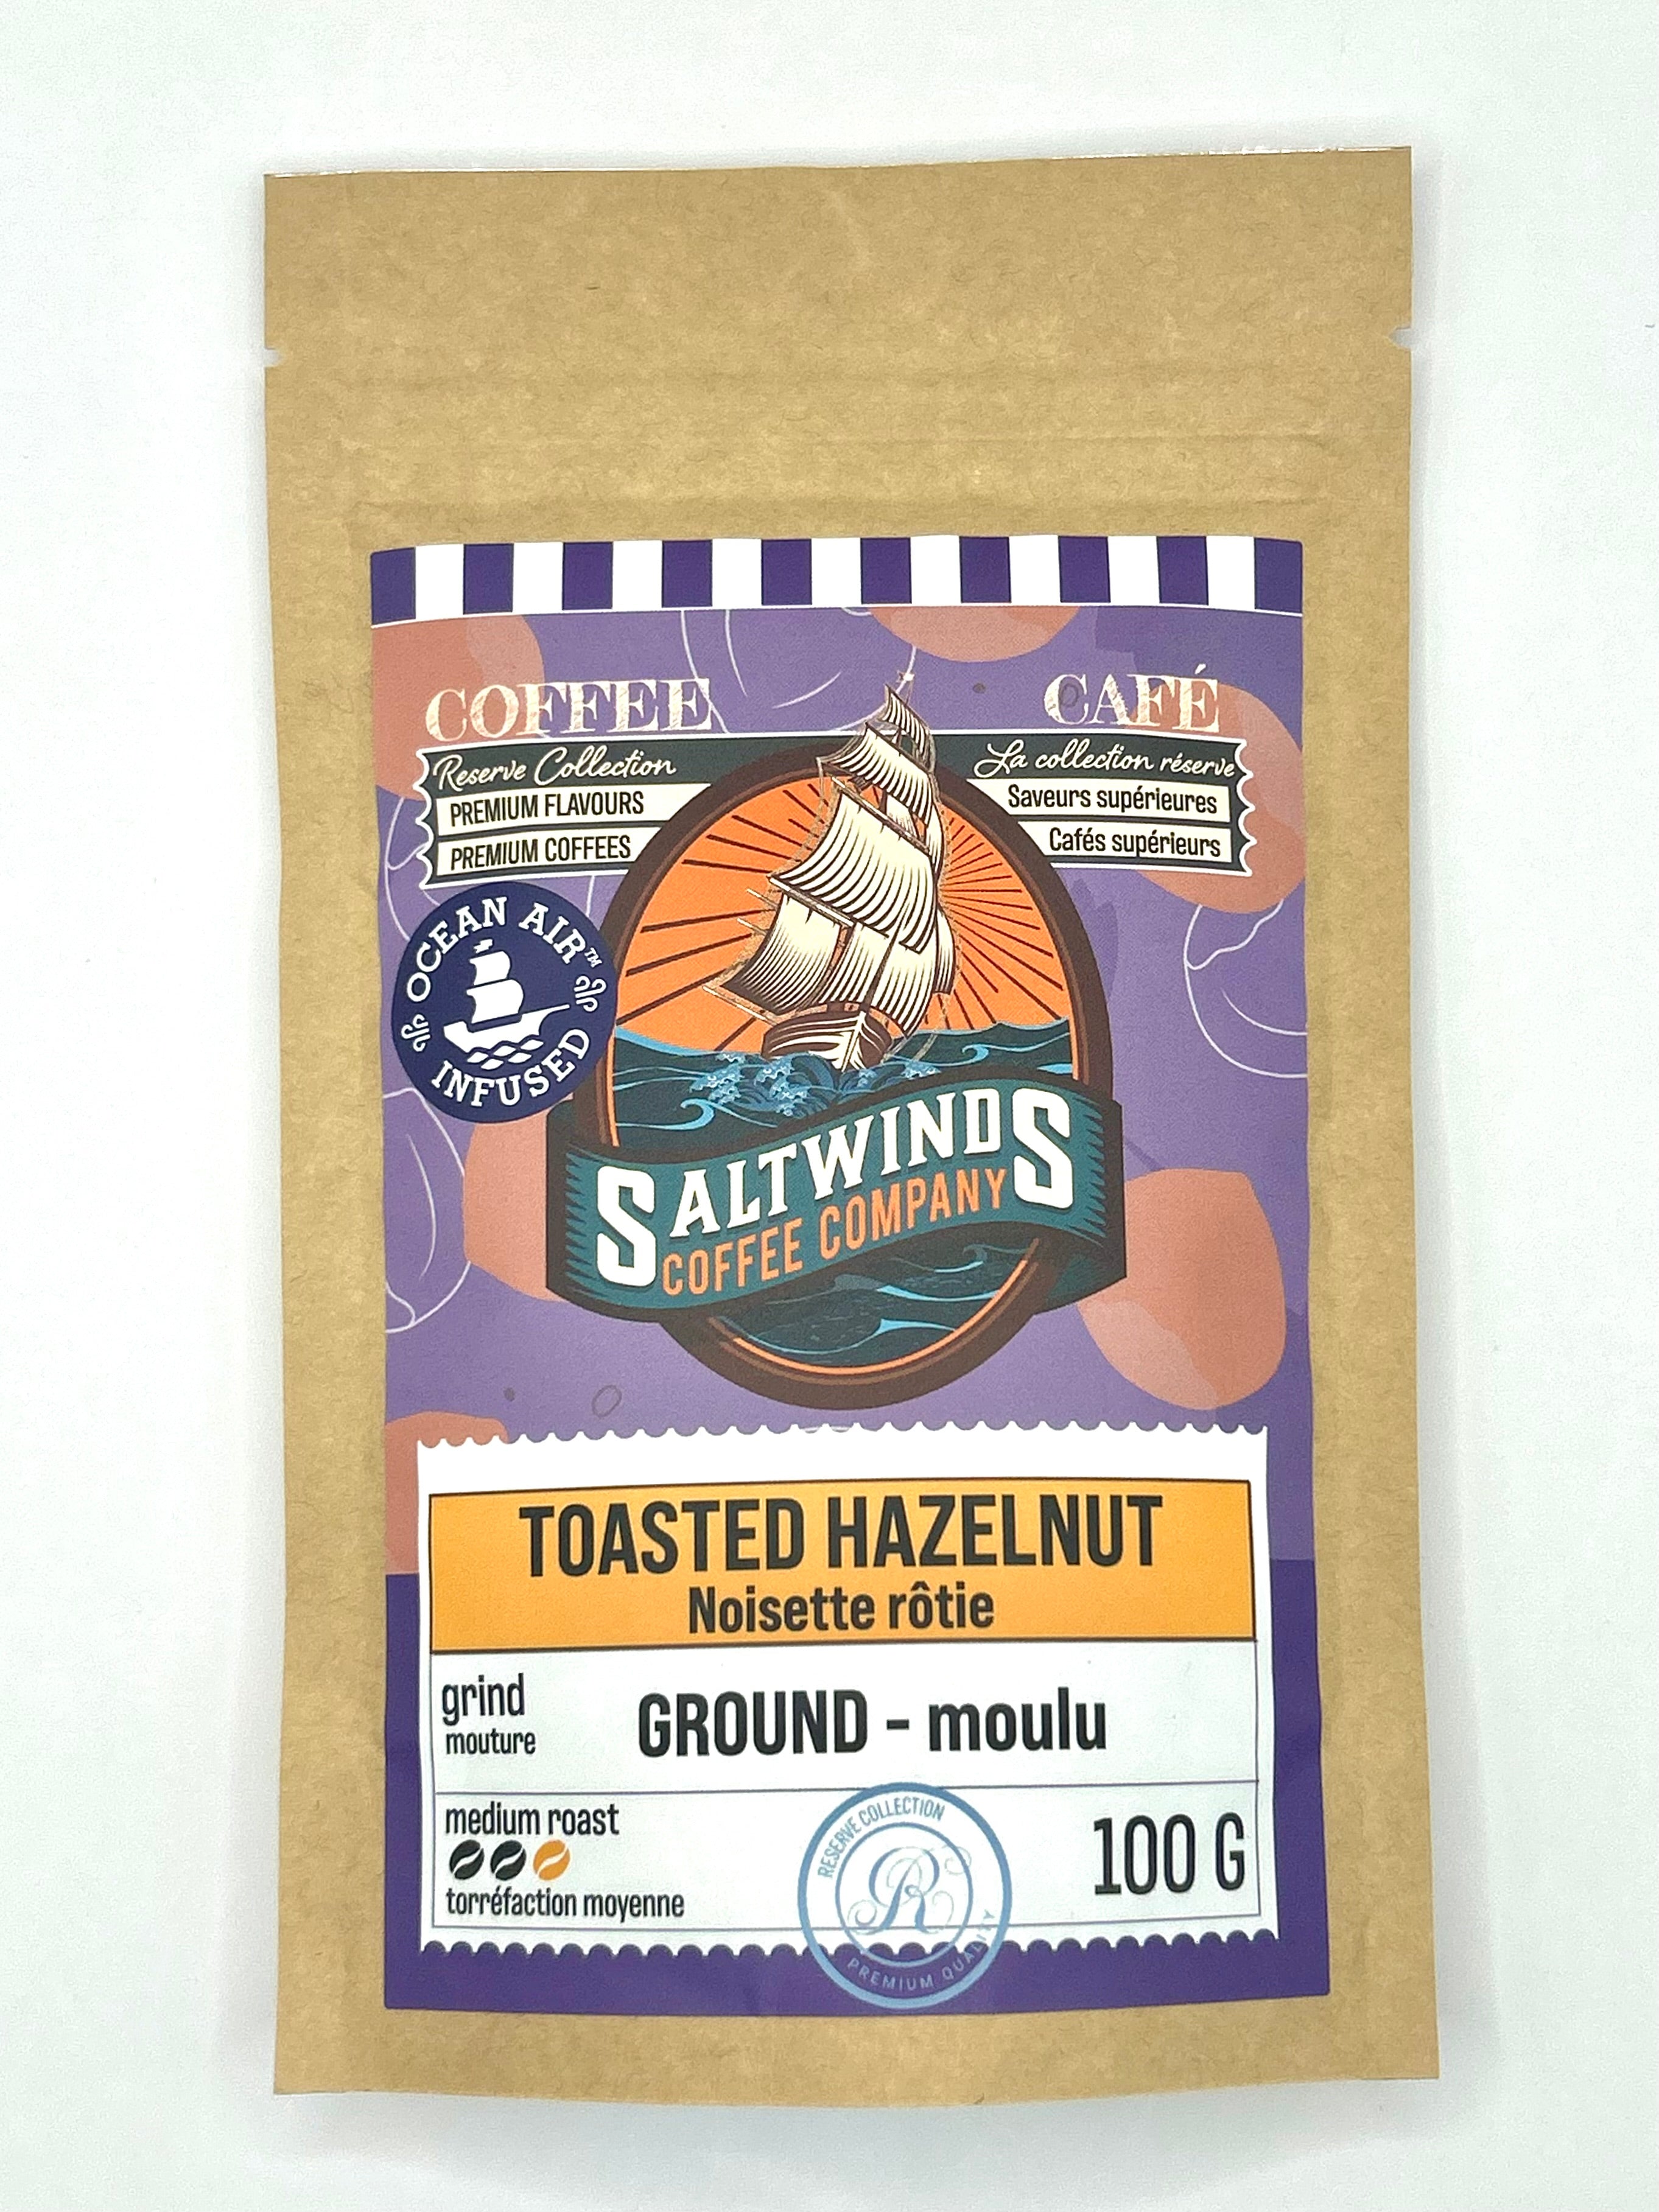 COFFEE
CAFÉ
Reserve Collection
PREMIUM FLAVOURS
PREMIUM COFFEES
La collection réserve
Saveurs supérieures
Cafés supérieurs
OCEAN AIR™
INFUSED
SALTWINDS
COFFEE COMPANY
TOASTED HAZELNUT
Noisette rôtie
grind
mouture
GROUND - moulu
medium roast
torréfaction moyenne
RESERVE COLLECTION
R
PREMIUM QUALITY
100 G